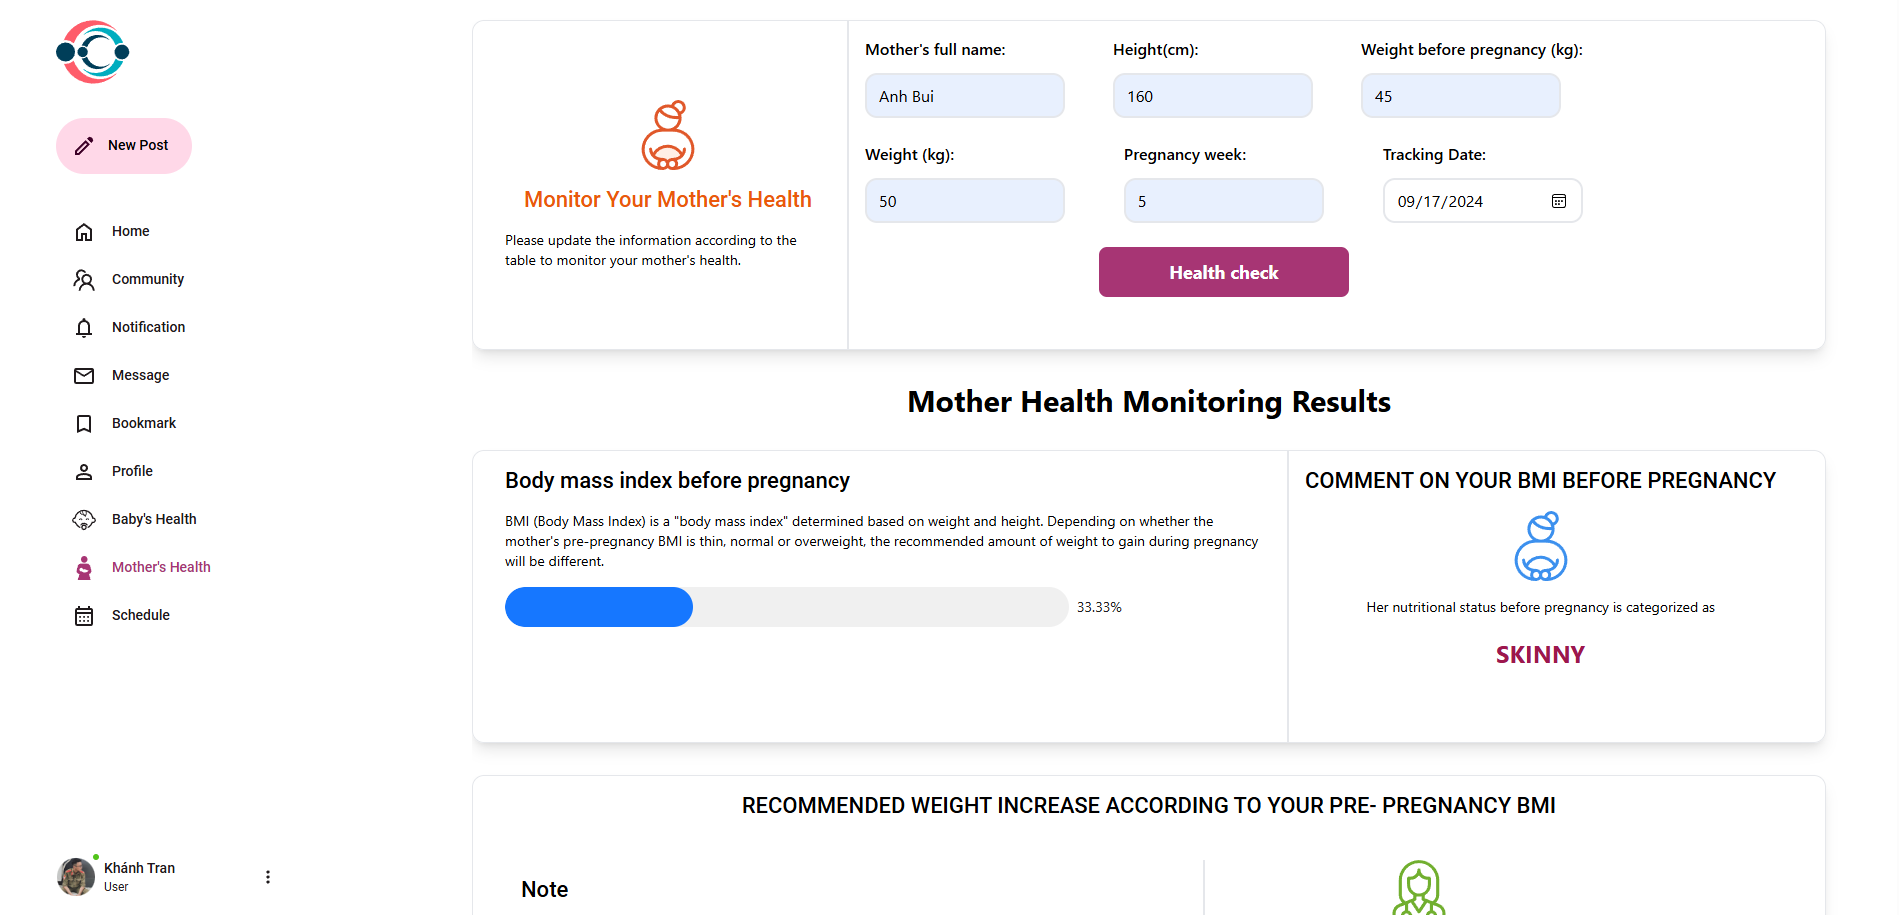 New Post
Home
Community
Notification
Message
Bookmark
Profile
Baby's Health
Mother's Health
Schedule
Khánh Tran
User
Monitor Your Mother's Health
Please update the information according to the
table to monitor your mother's health.
Mother's full name:
Height(cm):
Weight before pregnancy (kg):
Anh Bui
160
45
Weight (kg):
Pregnancy week:
Tracking Date:
50
5
09/17/2024
Health check
Mother Health Monitoring Results
Body mass index before pregnancy
BMI (Body Mass Index) is a "body mass index" determined based on weight and height. Depending on whether the
mother's pre-pregnancy BMI is thin, normal or overweight, the recommended amount of weight to gain during pregnancy
will be different.
33.33%
COMMENT ON YOUR BMI BEFORE PREGNANCY
Her nutritional status before pregnancy is categorized as
SKINNY
RECOMMENDED WEIGHT INCREASE ACCORDING TO YOUR PRE- PREGNANCY BMI
Note